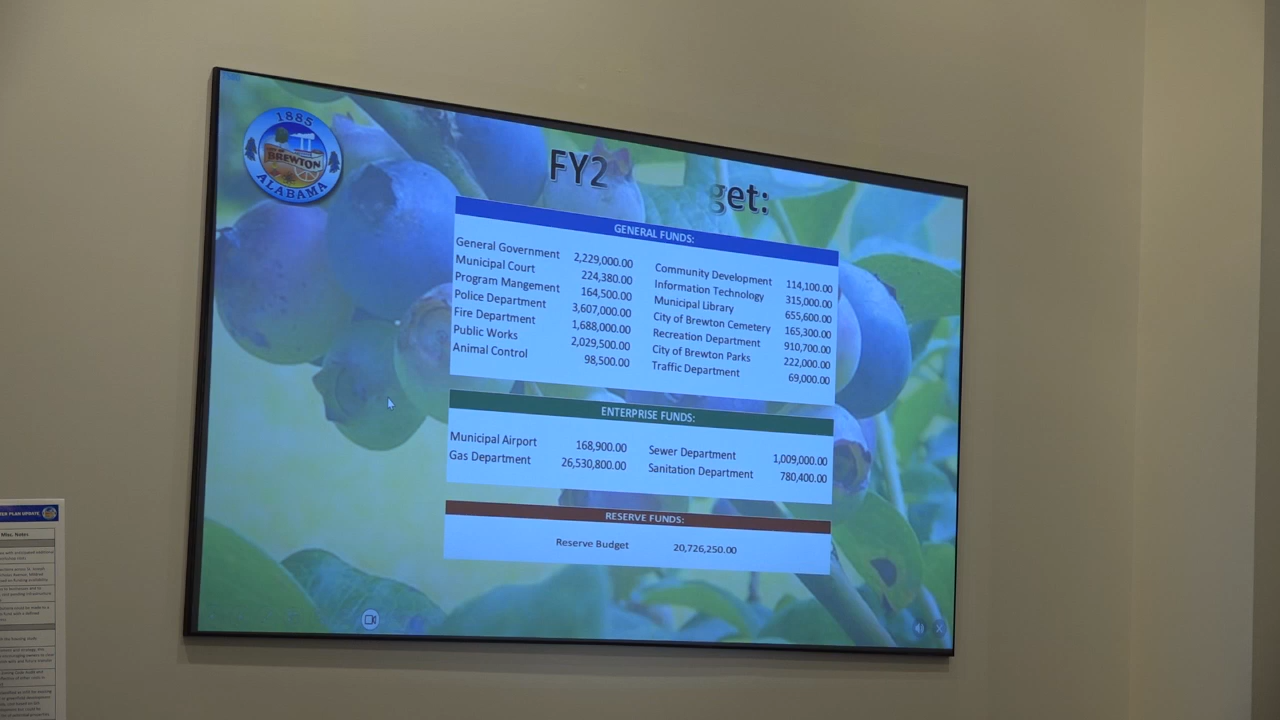 1885
BREWTON
ALABAMA
FY2 get:
GENERAL FUNDS:
General Government 2,229,000.00 Community Development 114,100.00
Municipal Court 224,380.00 Information Technology 315,000.00
Program Mangement 164,500.00 Municipal Library 655,600.00
Police Department 3,607,000.00 City of Brewton Cemetery 165,300.00
Fire Department 1,688,000.00 Recreation Department 910,700.00
Public Works 2,029,500.00 City of Brewton Parks 222,000.00
Animal Control 98,500.00 Traffic Department 69,000.00
ENTERPRISE FUNDS:
Municipal Airport 168,900.00 Sewer Department 1,009,000.00
Gas Department 26,530,800.00 Sanitation Department 780,400.00
RESERVE FUNDS:
Reserve Budget 20,726,250.00
PLAN UPDATE
Misc. Notes